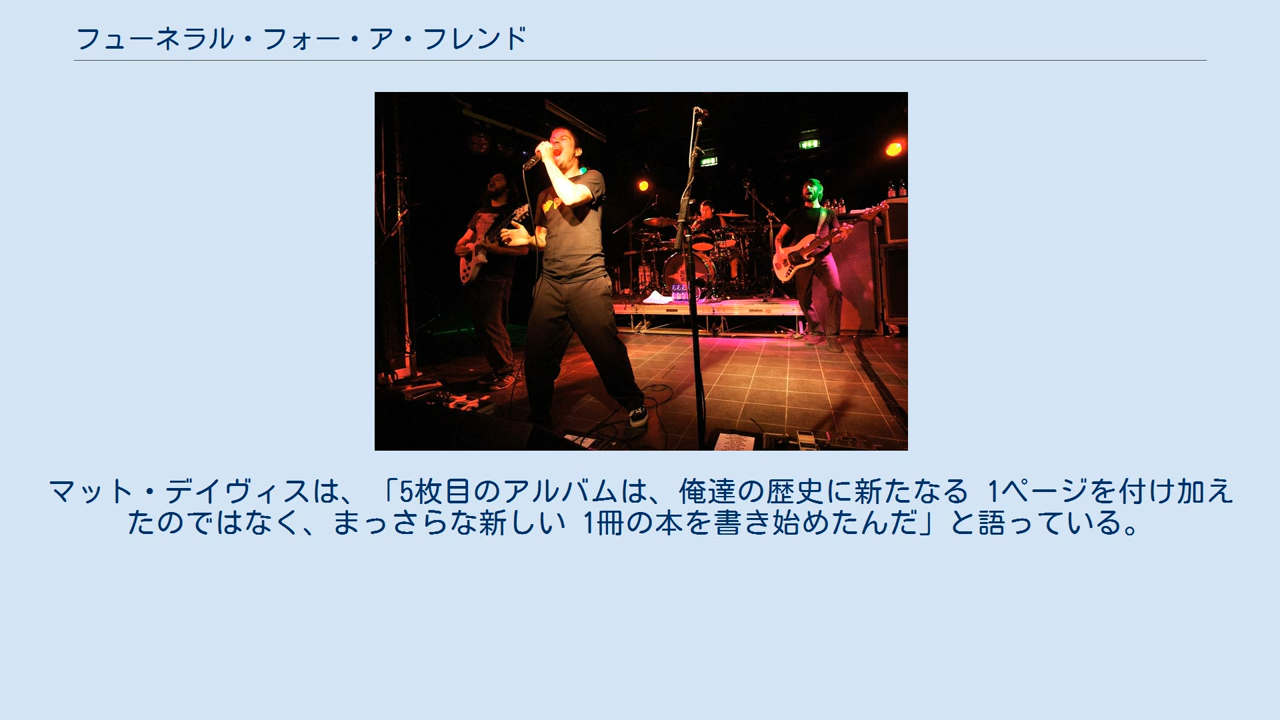 フューネラル・フォー・ア・フレンド
マット・デイヴィスは、「5枚目のアルバムは、俺達の歴史に新たなる 1ページを付け加え
たのではなく、まっさらな新しい 1冊の本を書き始めたんだ」と語っている。